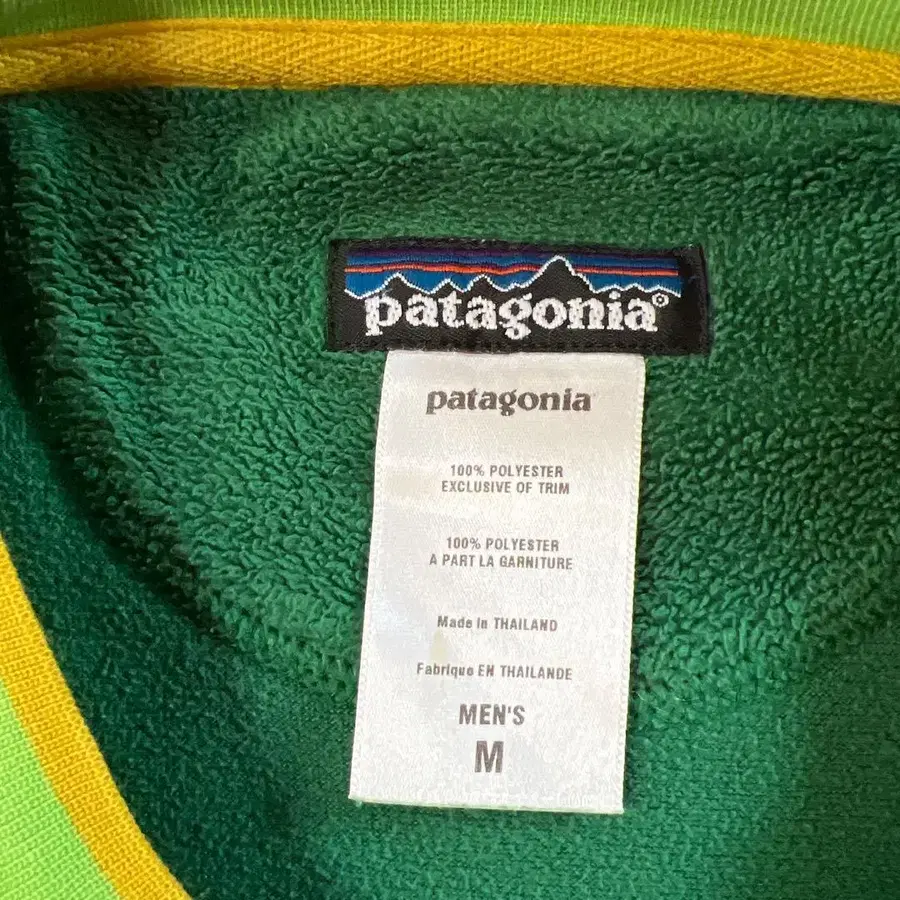 patagonia®
patagonia
100% POLYESTER
EXCLUSIVE OF TRIM
100% POLYESTER
A PART LA GARNITURE
Made in THAILAND
Fabrique EN THAILANDE
MEN'S
M